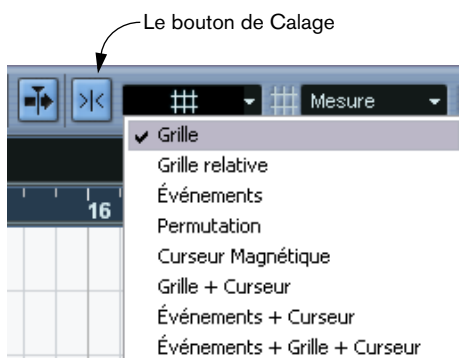 Le bouton de Calage
Mesure
Grille
Grille relative
16
Événements
Permutation
Curseur Magnétique
Grille + Curseur
Événements + Curseur
Événements + Grille + Curseur